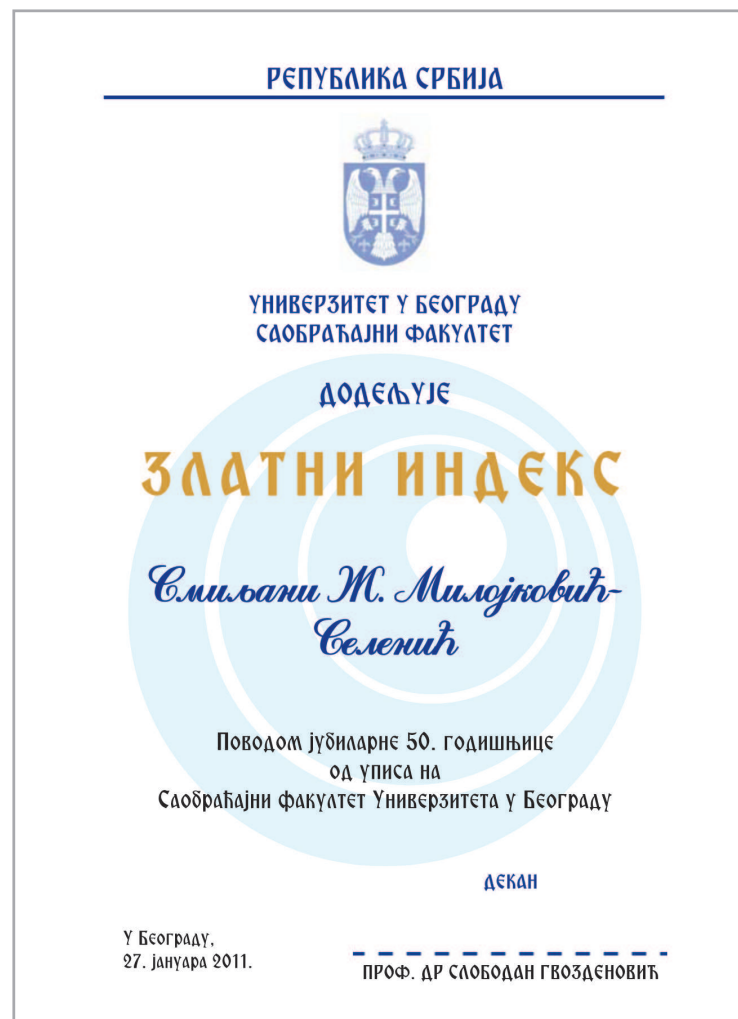 РЕПУБЛИКА СРБИЈА
УНИВЕРЗИТЕТ У БЕОГРАДУ
САОБРАЋАЈНИ ФАКУЛТЕТ
ДОДЕЉУЈЕ
ЗЛАТНИ ИНДЕКС
Смиљани Ж. Милојковић-
Селенић
Поводом јубиларне 50. годишњице
од уписа на
Саобраћајни факултет Универзитета у Београду
ДЕКАН
У Београду,
27. јануара 2011.
ПРОФ. ДР СЛОБОДАН ГВОЗДЕНОВИЋ